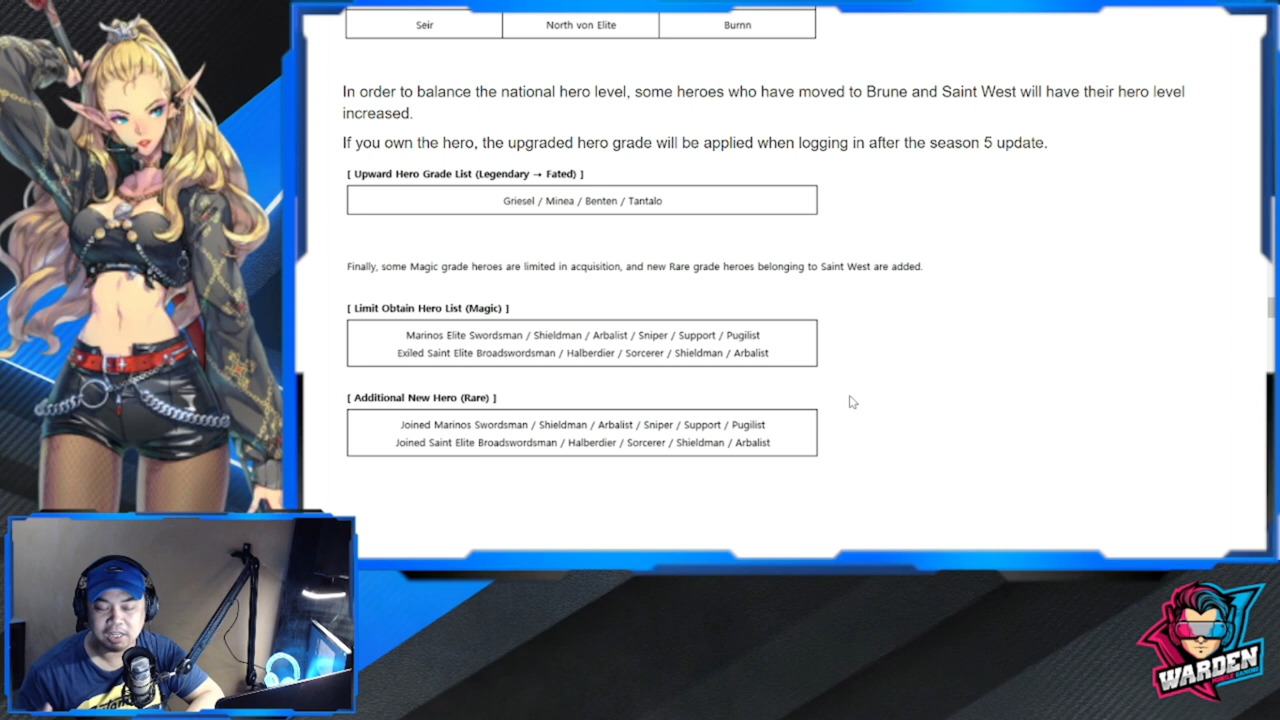 Seir North von Elite Burnn
In order to balance the national hero level, some heroes who have moved to Brune and Saint West will have their hero level
increased.
If you own the hero, the upgraded hero grade will be applied when logging in after the season 5 update.
[ Upward Hero Grade List (Legendary → Fated) ]
Griesel / Minea / Benten / Tantalo
Finally, some Magic grade heroes are limited in acquisition, and new Rare grade heroes belonging to Saint West are added.
[ Limit Obtain Hero List (Magic) ]
Marinos Elite Swordsman / Shieldman / Arbalist / Sniper / Support / Pugilist
Exiled Saint Elite Broadswordsman / Halberdier / Sorcerer / Shieldman / Arbalist
[ Additional New Hero (Rare) ]
Joined Marinos Swordsman / Shieldman / Arbalist / Sniper / Support / Pugilist
Joined Saint Elite Broadswordsman / Halberdier / Sorcerer / Shieldman / Arbalist
WARDEN
MOBILE GAMING